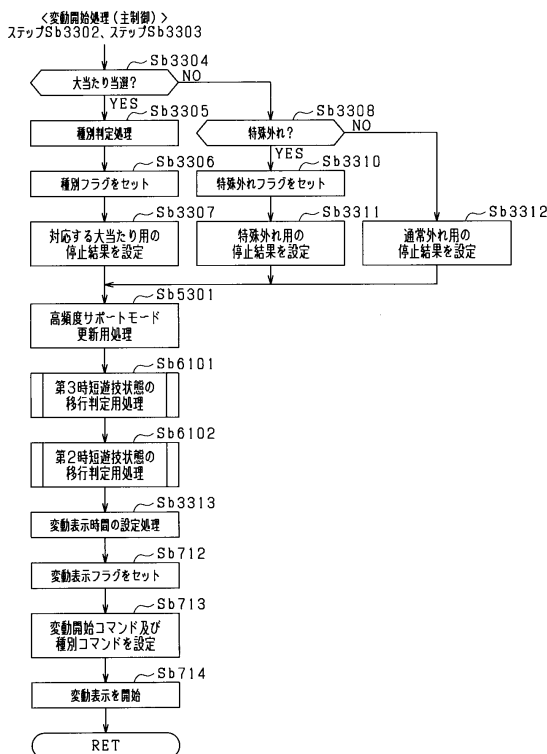 <変動開始処理(主制御)>
ステップSb3302、ステップSb3303
Sb3304
大当たり当選?
NO
YES
Sb3305
種別判定処理
Sb3306
種別フラグをセット
Sb3307
対応する大当たり用の
停止結果を設定
Sb3308
特殊外れ?
NO
YES
Sb3310
特殊外れフラグをセット
Sb3311
特殊外れ用の
停止結果を設定
Sb3312
通常外れ用の
停止結果を設定
Sb5301
高頻度サポートモード
更新用処理
Sb6101
第3時短遊技状態の
移行判定用処理
Sb6102
第2時短遊技状態の
移行判定用処理
Sb3313
変動表示時間の設定処理
Sb712
変動表示フラグをセット
Sb713
変動開始コマンド及び
種別コマンドを設定
Sb714
変動表示を開始
RET